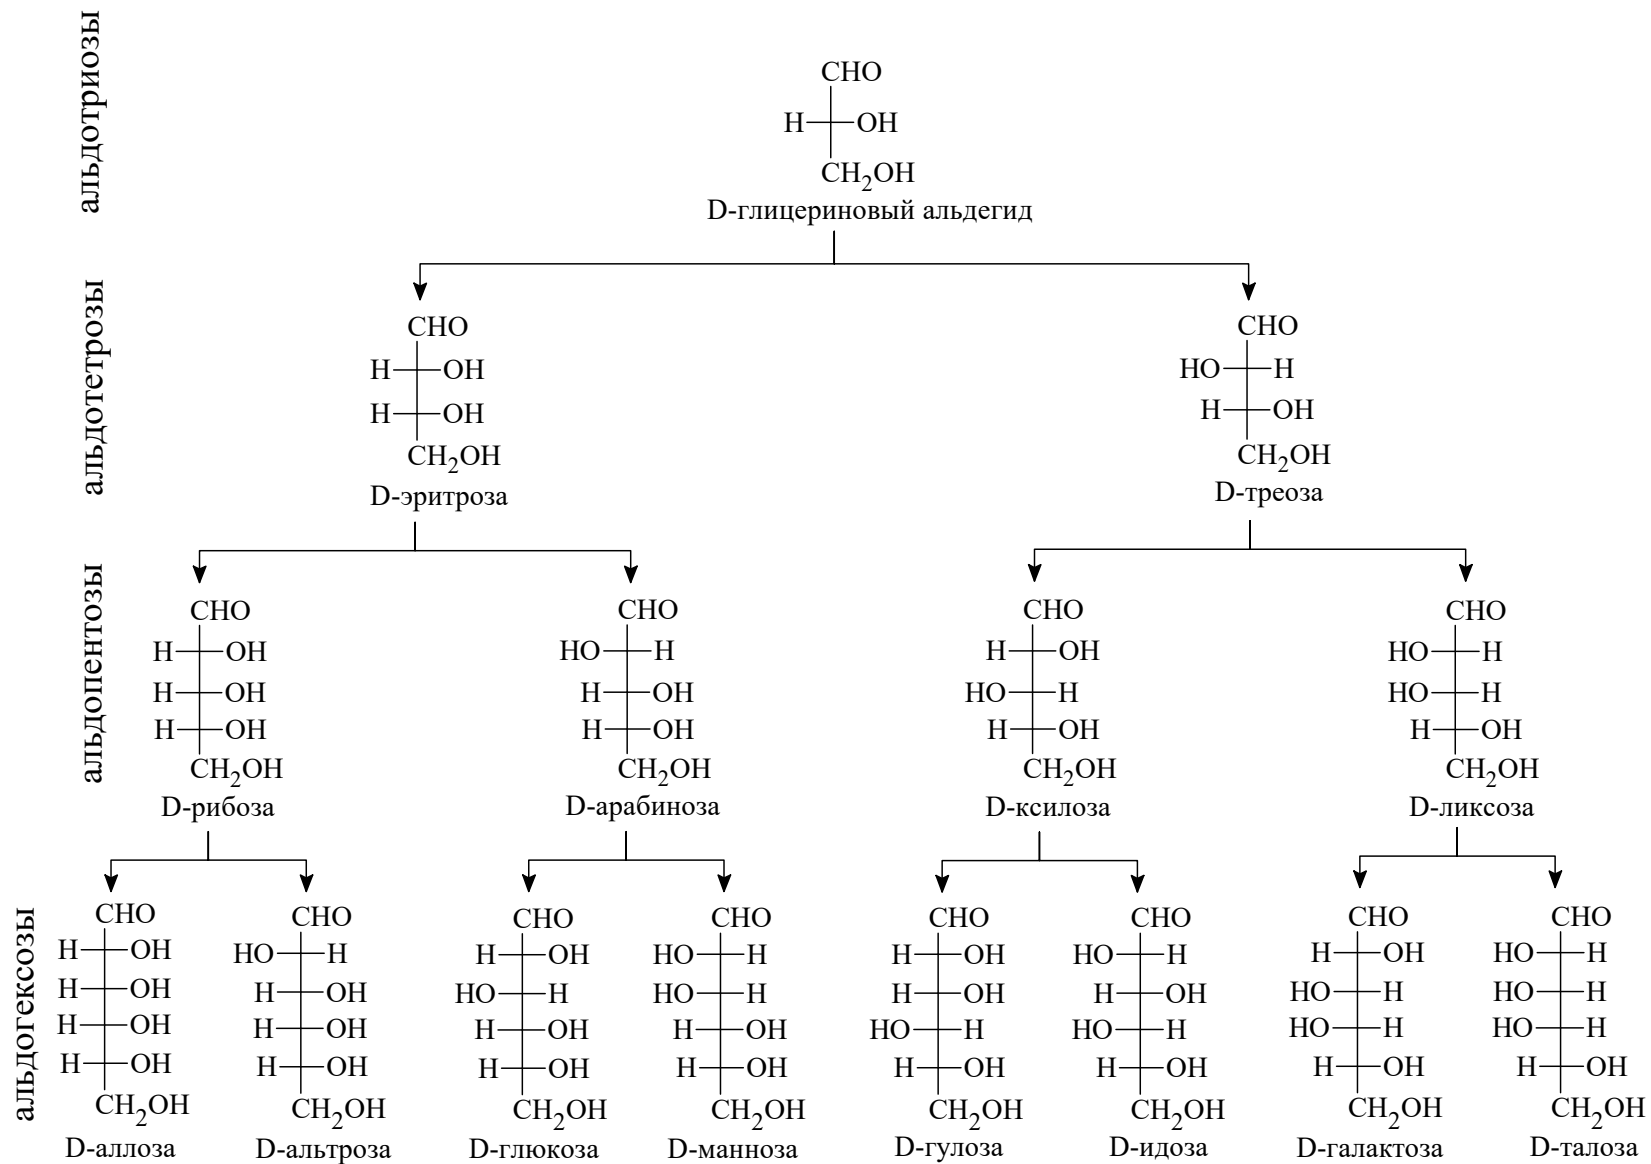 альдотриозы
CHO
H OH
CH2OH
D-глицериновый альдегид
альдотетрозы
CHO CHO
H OH HO H
H OH H OH
CH2OH CH2OH
D-эритроза D-треоза
альдопентозы
CHO CHO CHO CHO
H OH HO H H OH HO H
H OH H OH HO H HO H
H OH H OH H OH H OH
CH2OH CH2OH CH2OH CH2OH
D-рибоза D-арабиноза D-ксилоза D-ликсоза
альдогексозы
CHO CHO CHO CHO CHO CHO CHO CHO
H OH HO H H OH HO H H OH HO H H OH HO H
H OH H OH HO H HO H H OH H OH HO H HO H
H OH H OH H OH H OH HO H HO H HO H HO H
H OH H OH H OH H OH H OH H OH H OH H OH
CH2OH CH2OH CH2OH CH2OH CH2OH CH2OH CH2OH CH2OH
D-аллоза D-альтроза D-глюкоза D-манноза D-гулоза D-идоза D-галактоза D-талоза